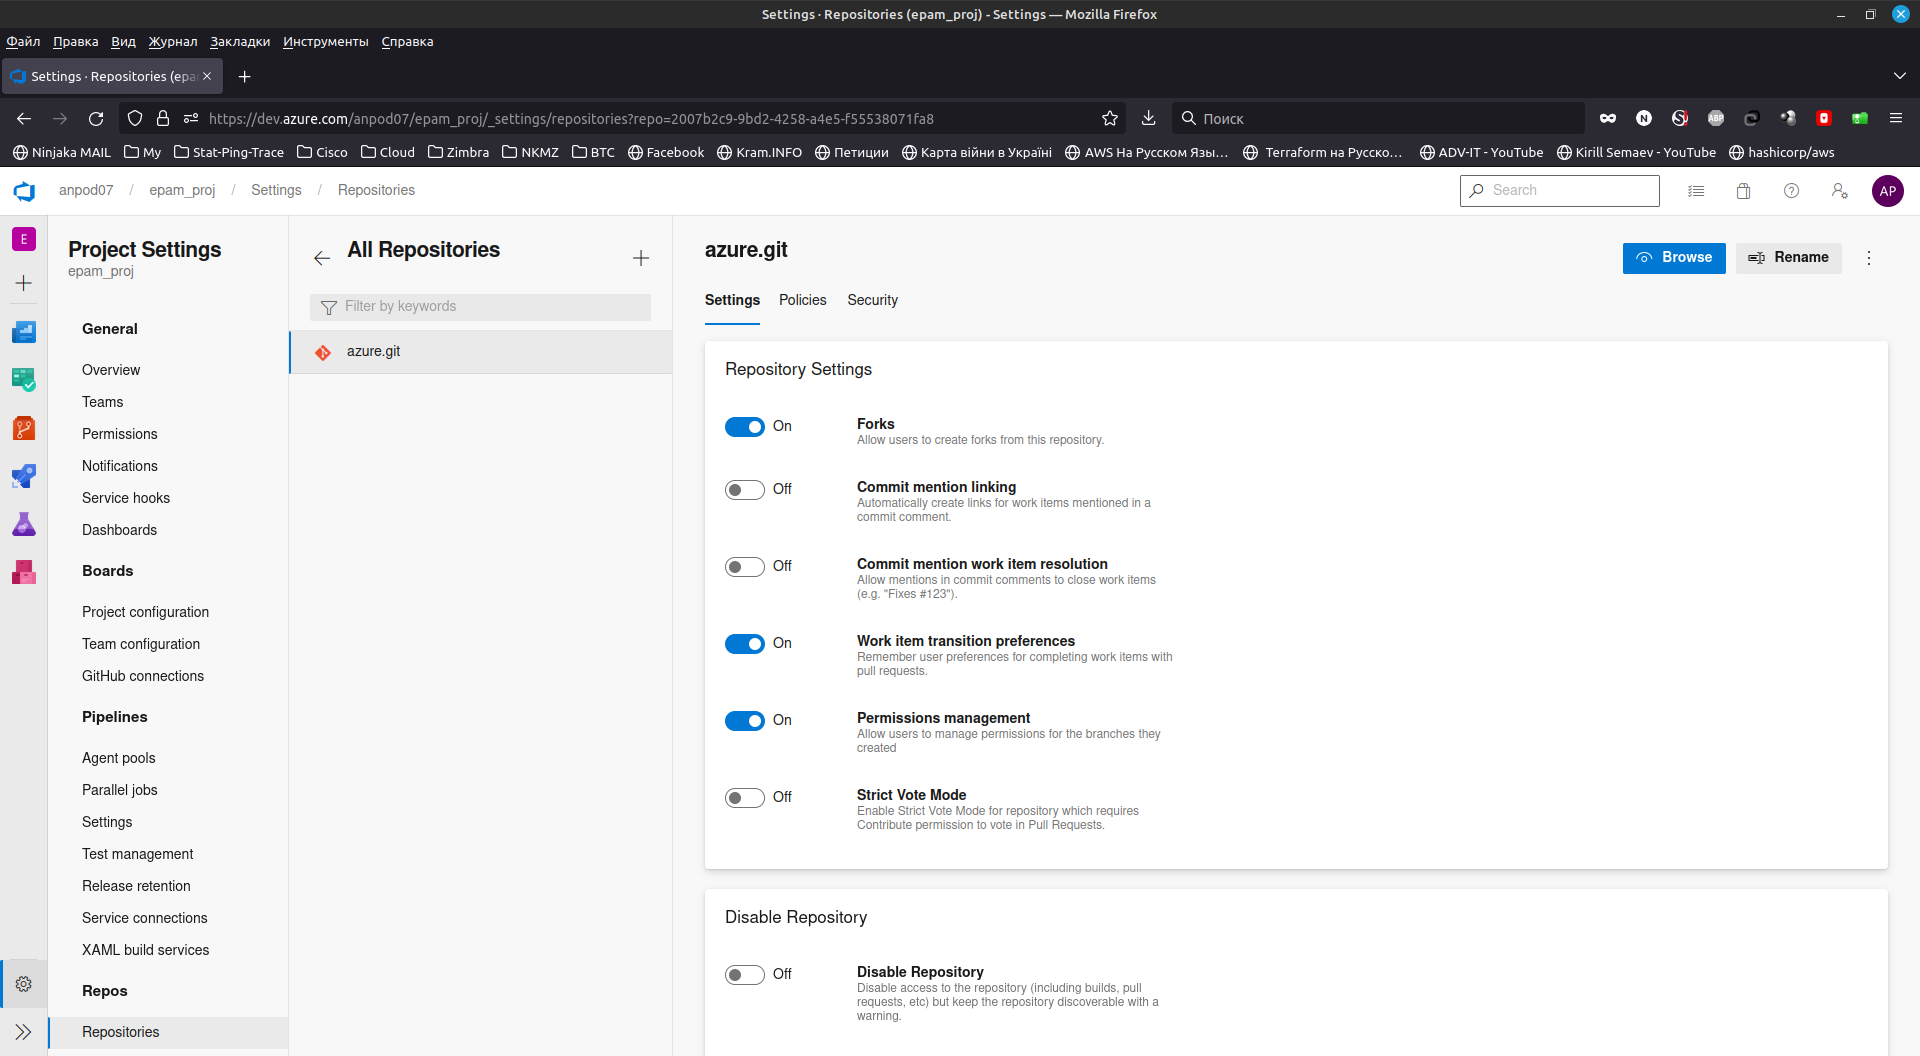 Settings · Repositories (epam_proj) - Settings — Mozilla Firefox
Файл Правка Вид Журнал Закладки Инструменты Справка
Settings · Repositories (epa
https://dev.azure.com/anpod07/epam_proj/_settings/repositories?repo=2007b2c9-9bd2-4258-a4e5-f55538071fa8
Поиск
N
ABP
Ninjaka MAIL My Stat-Ping-Trace Cisco Cloud Zimbra NKMZ BTC Facebook Kram.INFO Петиции Карта війни в Україні AWS На Русском Язы… Terraform на Русско… ADV-IT - YouTube Kirill Semaev - YouTube hashicorp/aws
anpod07 / epam_proj / Settings / Repositories
Search
AP
E
Project Settings
epam_proj
General
Overview
Teams
Permissions
Notifications
Service hooks
Dashboards
Boards
Project configuration
Team configuration
GitHub connections
Pipelines
Agent pools
Parallel jobs
Settings
Test management
Release retention
Service connections
XAML build services
Repos
Repositories
All Repositories
Filter by keywords
azure.git
azure.git
Browse
Rename
Settings Policies Security
Repository Settings
On
Forks
Allow users to create forks from this repository.
Off
Commit mention linking
Automatically create links for work items mentioned in a
commit comment.
Off
Commit mention work item resolution
Allow mentions in commit comments to close work items
(e.g. "Fixes #123").
On
Work item transition preferences
Remember user preferences for completing work items with
pull requests.
On
Permissions management
Allow users to manage permissions for the branches they
created
Off
Strict Vote Mode
Enable Strict Vote Mode for repository which requires
Contribute permission to vote in Pull Requests.
Disable Repository
Off
Disable Repository
Disable access to the repository (including builds, pull
requests, etc) but keep the repository discoverable with a
warning.